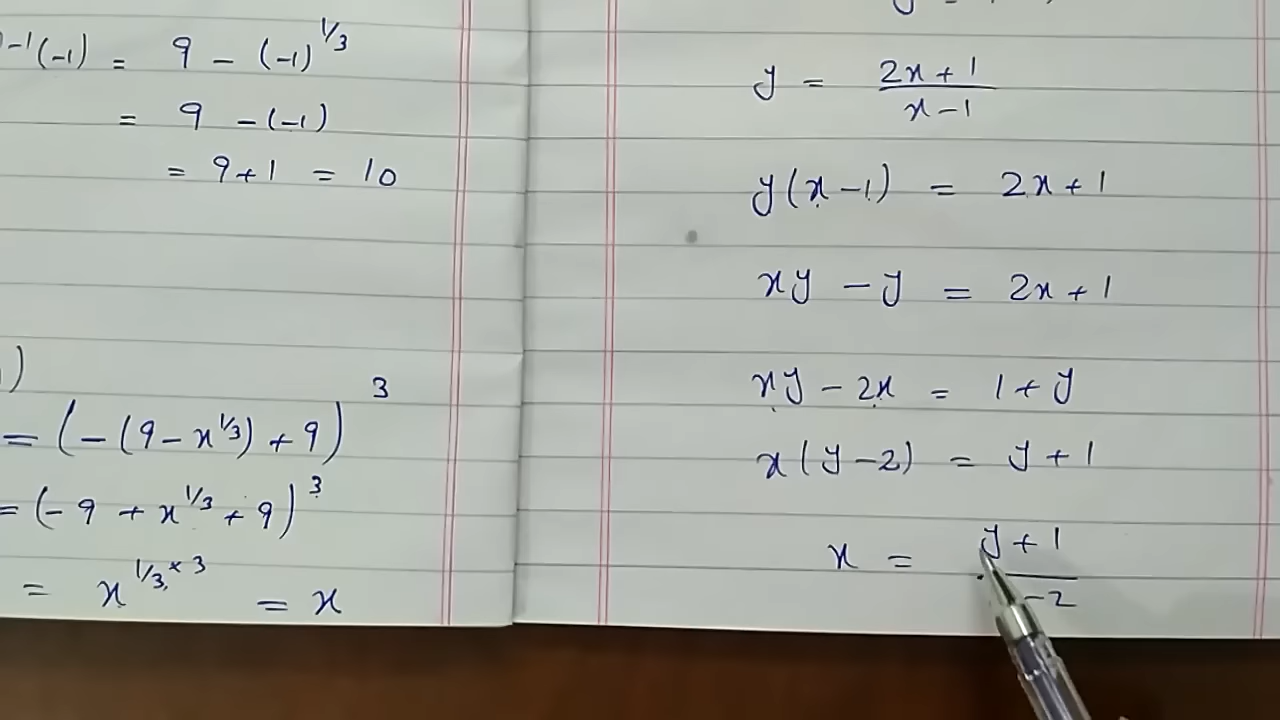 ⁻¹(-1) = 9 - (-1)^1/3
= 9 - (-1)
= 9+1 = 10
)
3
= (-(9 - x^1/3) + 9)
= (-9 + x^1/3 + 9)^3
= x^1/3×3 = x
y = (2x + 1)/(x - 1)
y(x - 1) = 2x + 1
xy - y = 2x + 1
xy - 2x = 1 + y
x(y - 2) = y + 1
x = (y + 1)/( - 2)